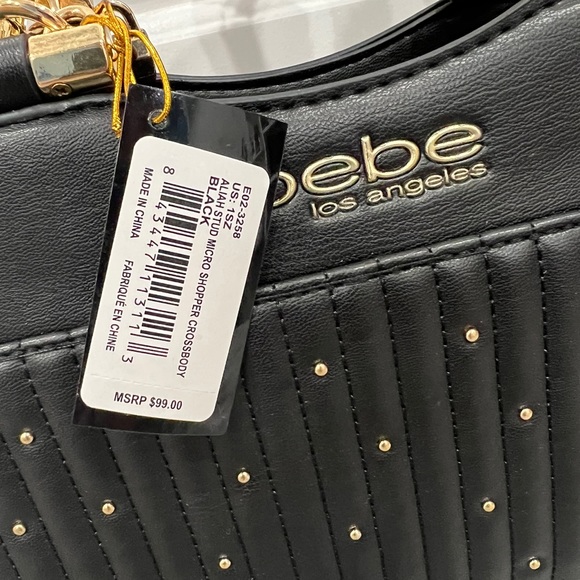 bebe
los angeles
E02-3258
US: 1SZ
ALIAH STUD MICRO SHOPPER CROSSBODY
BLACK
8 43447 11311 3
MADE IN CHINA FABRIQUÉ EN CHINE
MSRP $99.00